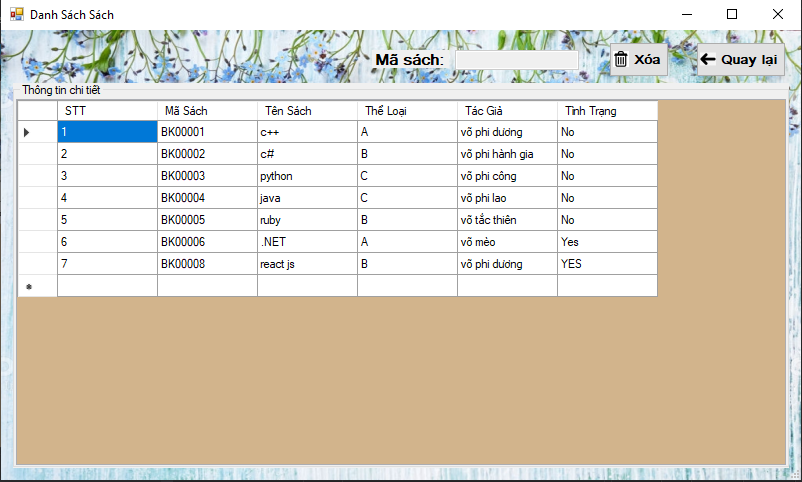 Danh Sách Sách
Mã sách: Xóa Quay lại
Thông tin chi tiết
STT Mã Sách Tên Sách Thể Loại Tác Giả Tình Trạng
1 BK00001 c++ A võ phi dương No
2 BK00002 c# B võ phi hành gia No
3 BK00003 python C võ phi công No
4 BK00004 java C võ phi lao No
5 BK00005 ruby B võ tắc thiên No
6 BK00006 .NET A võ mèo Yes
7 BK00008 react js B võ phi dương YES